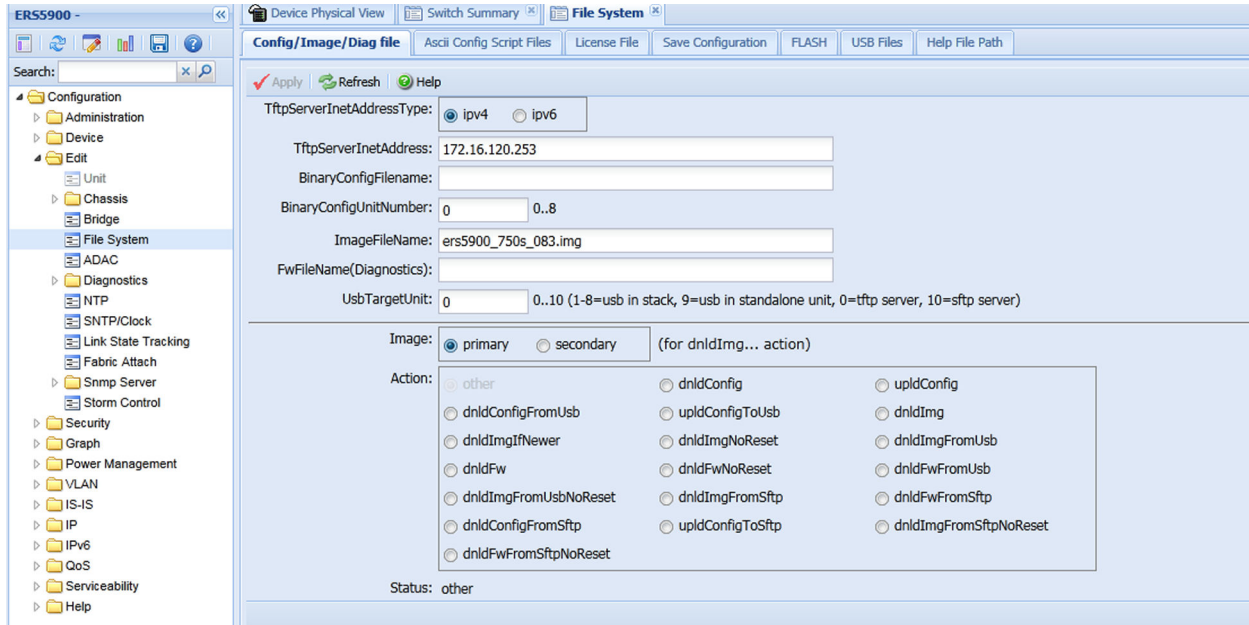 ERS5900 -
Device Physical View Switch Summary File System
Config/Image/Diag file Ascii Config Script Files License File Save Configuration FLASH USB Files Help File Path
Search:
Apply Refresh Help
Configuration
Administration
Device
Edit
Unit
Chassis
Bridge
File System
ADAC
Diagnostics
NTP
SNTP/Clock
Link State Tracking
Fabric Attach
Snmp Server
Storm Control
Security
Graph
Power Management
VLAN
IS-IS
IP
IPv6
QoS
Serviceability
Help
TftpServerInetAddressType: ipv4 ipv6
TftpServerInetAddress: 172.16.120.253
BinaryConfigFilename:
BinaryConfigUnitNumber: 0 0..8
ImageFileName: ers5900_750s_083.img
FwFileName(Diagnostics):
UsbTargetUnit: 0 0..10 (1-8=usb in stack, 9=usb in standalone unit, 0=tftp server, 10=sftp server)
Image: primary secondary (for dnldImg... action)
Action: other dnldConfig upldConfig
dnldConfigFromUsb upldConfigToUsb dnldImg
dnldImgIfNewer dnldImgNoReset dnldImgFromUsb
dnldFw dnldFwNoReset dnldFwFromUsb
dnldImgFromUsbNoReset dnldImgFromSftp dnldFwFromSftp
dnldConfigFromSftp upldConfigToSftp dnldImgFromSftpNoReset
dnldFwFromSftpNoReset
Status: other